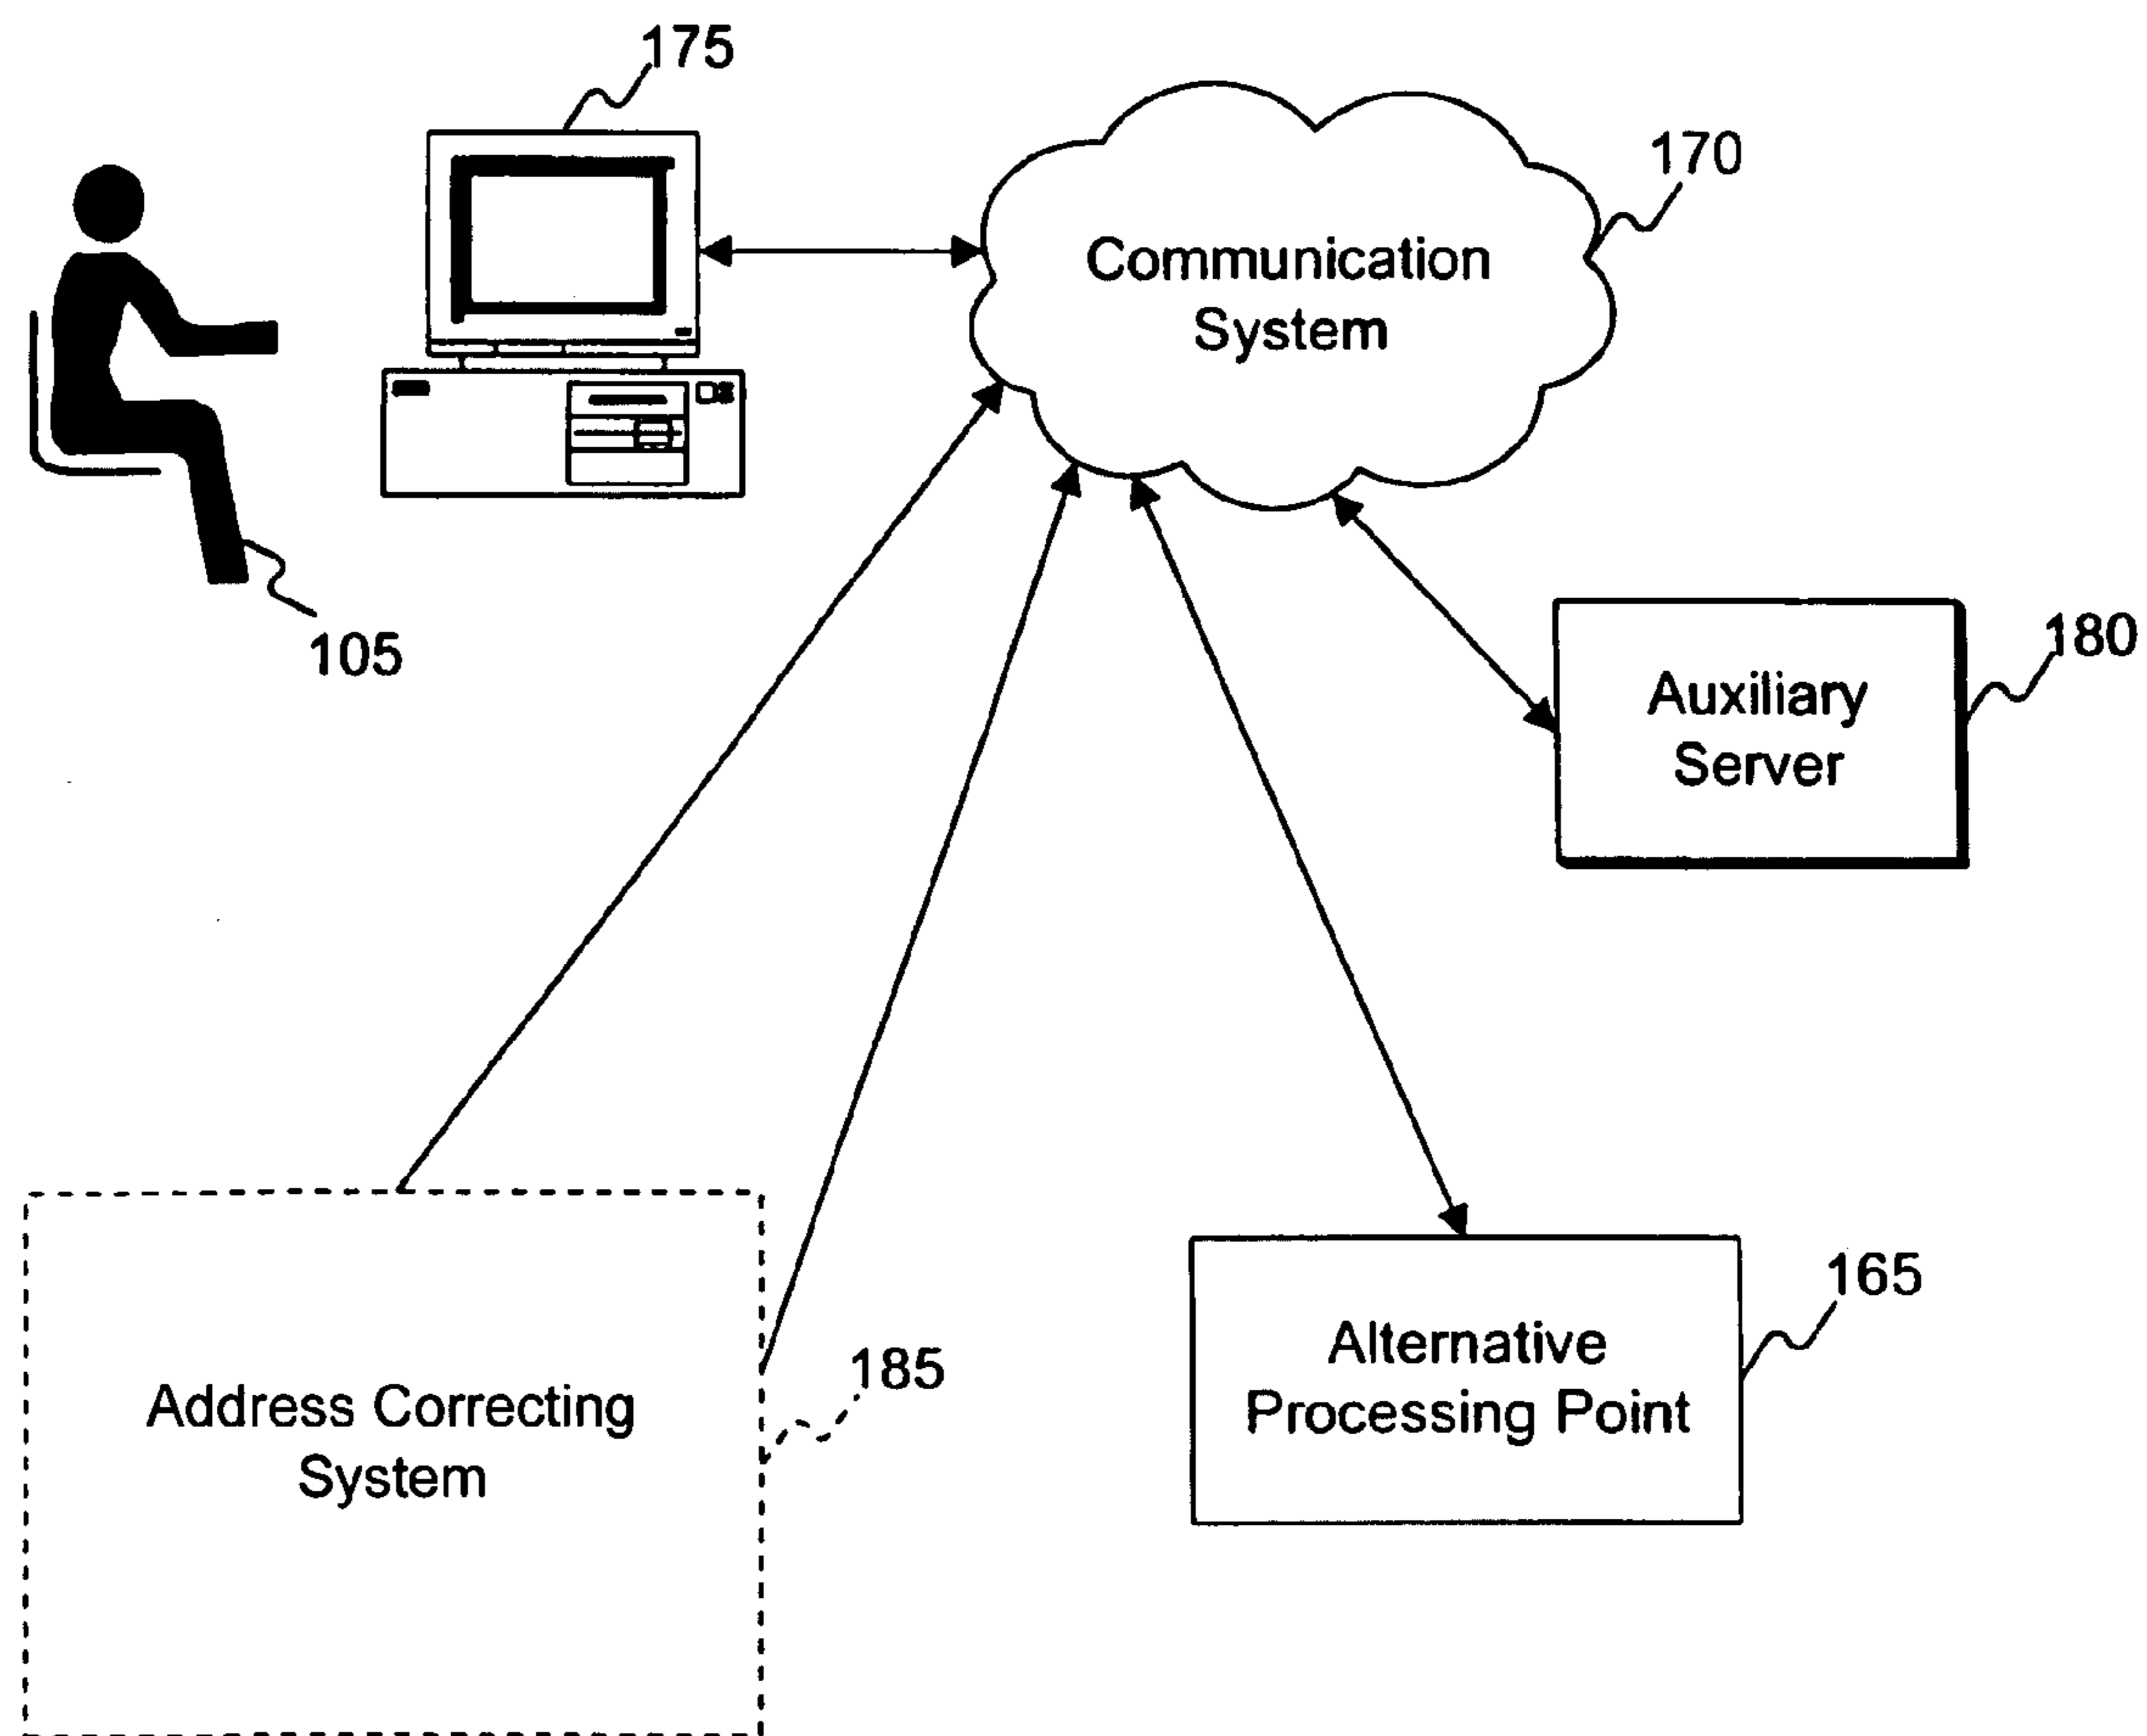 175
170
Communication
System
105
180
Auxiliary
Server
165
Alternative
Processing Point
185
Address Correcting
System